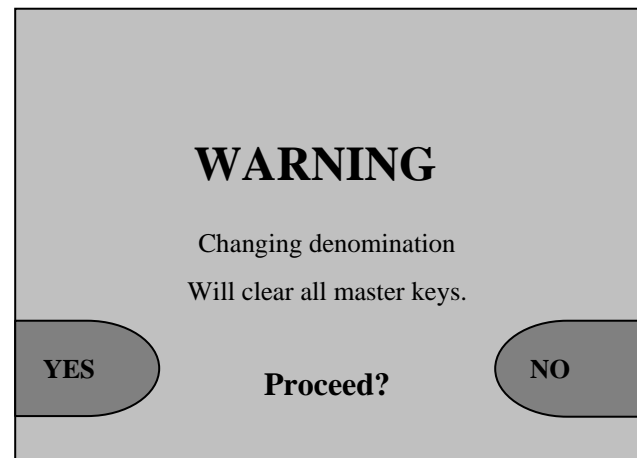 WARNING
Changing denomination
Will clear all master keys.
YES
Proceed?
NO